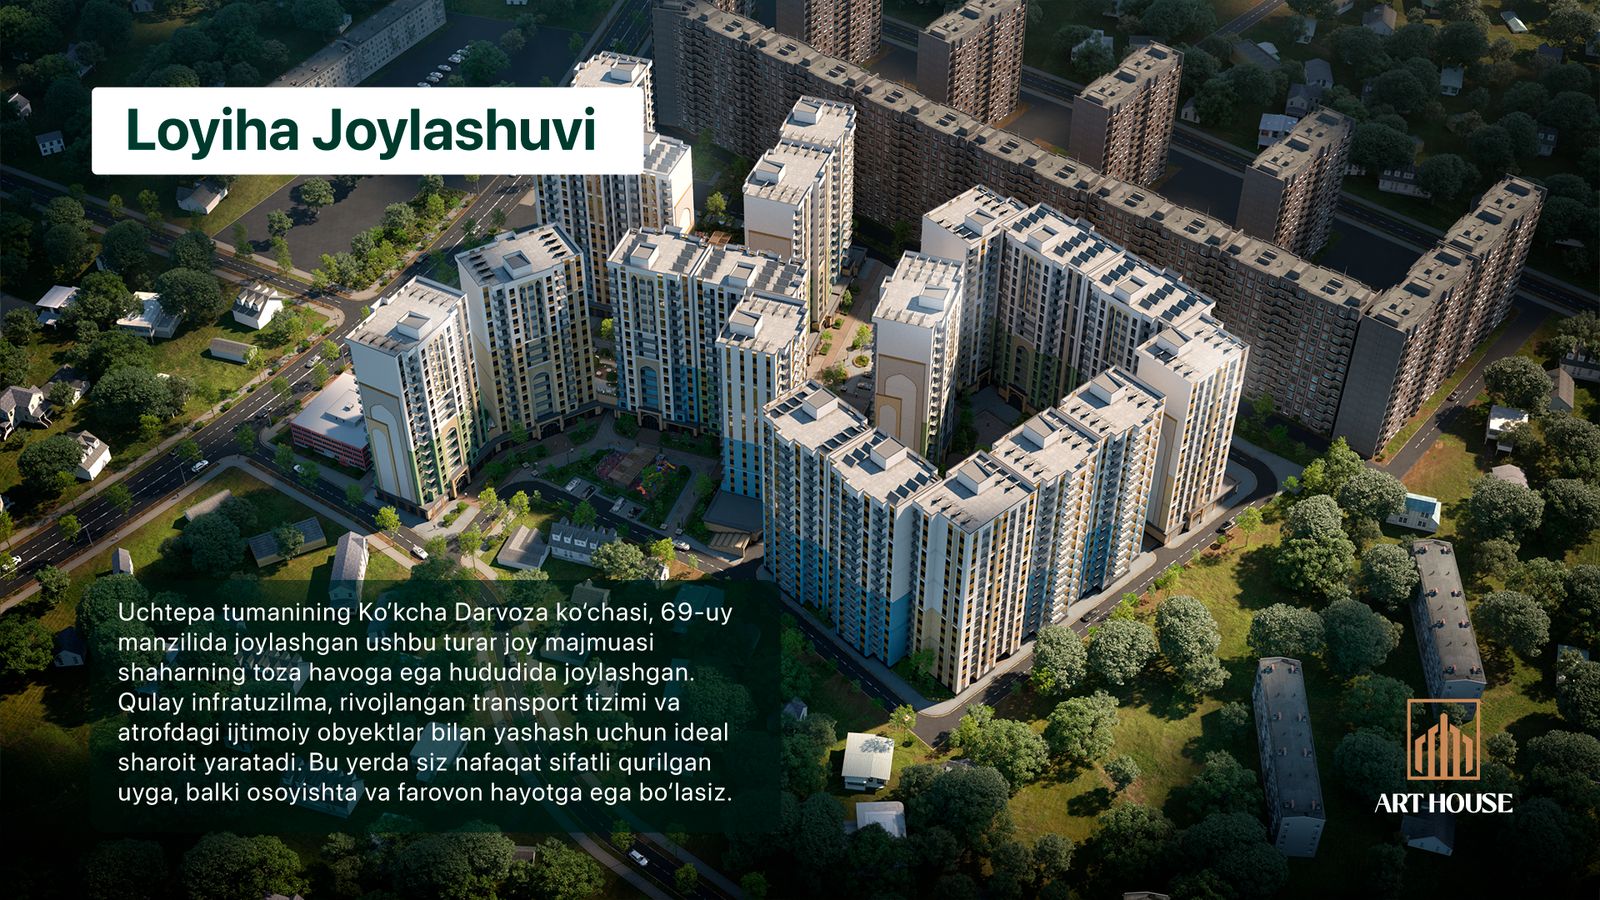 Loyiha Joylashuvi
Uchtepa tumanining Ko’kcha Darvoza ko‘chasi, 69-uy
manzilida joylashgan ushbu turar joy majmuasi
shaharning toza havoga ega hududida joylashgan.
Qulay infratuzilma, rivojlangan transport tizimi va
atrofdagi ijtimoiy obyektlar bilan yashash uchun ideal
sharoit yaratadi. Bu yerda siz nafaqat sifatli qurilgan
uyga, balki osoyishta va farovon hayotga ega bo‘lasiz.
ART HOUSE